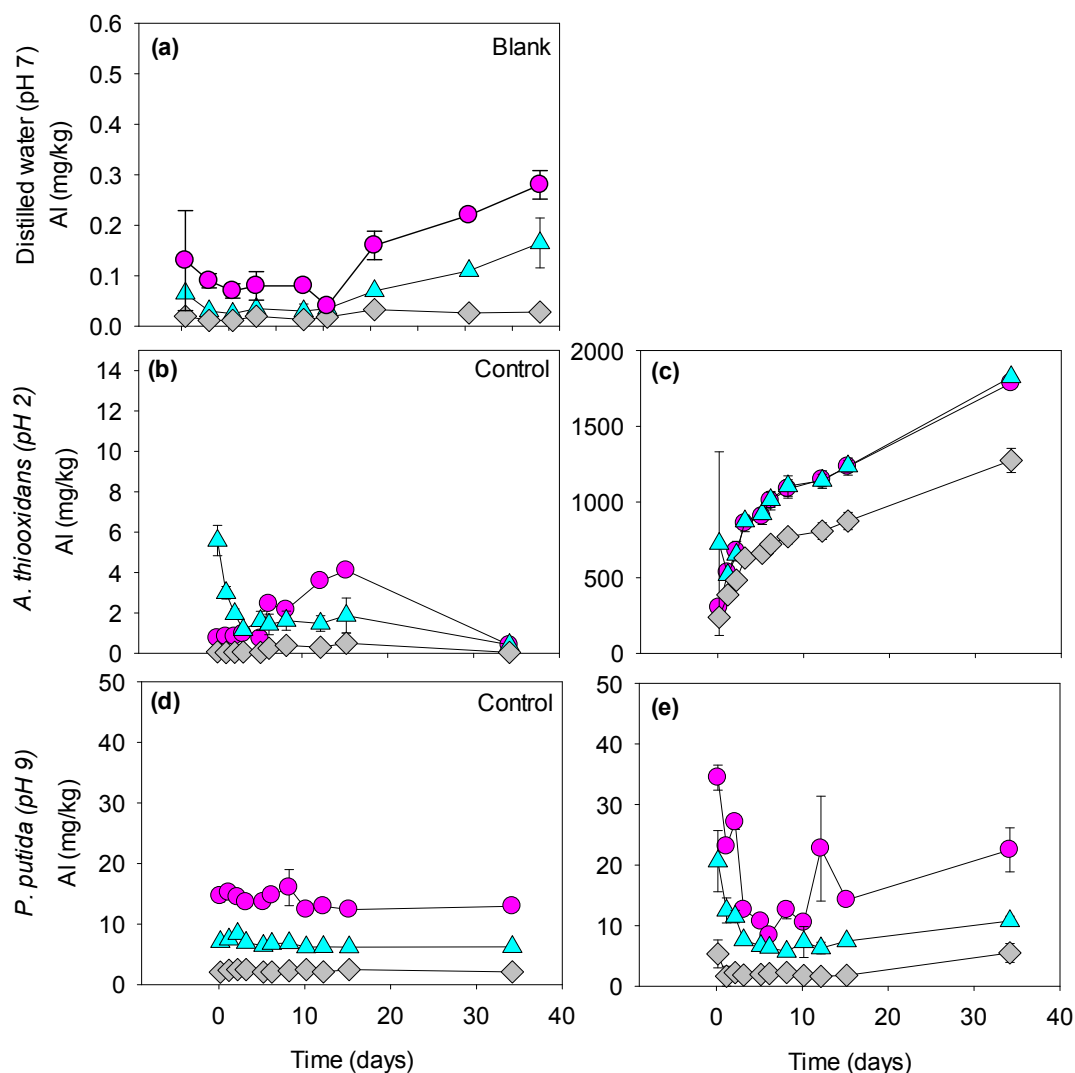 (a)
Blank
Distilled water (pH 7)
Al (mg/kg)
0.6
0.5
0.4
0.3
0.2
0.1
0.0
(b)
Control
A. thiooxidans (pH 2)
Al (mg/kg)
14
12
10
8
6
4
2
0
(c)
2000
1500
1000
500
0
(d)
Control
P. putida (pH 9)
Al (mg/kg)
50
40
30
20
10
0
0 10 20 30 40
Time (days)
(e)
50
40
30
20
10
0
0 10 20 30 40
Time (days)